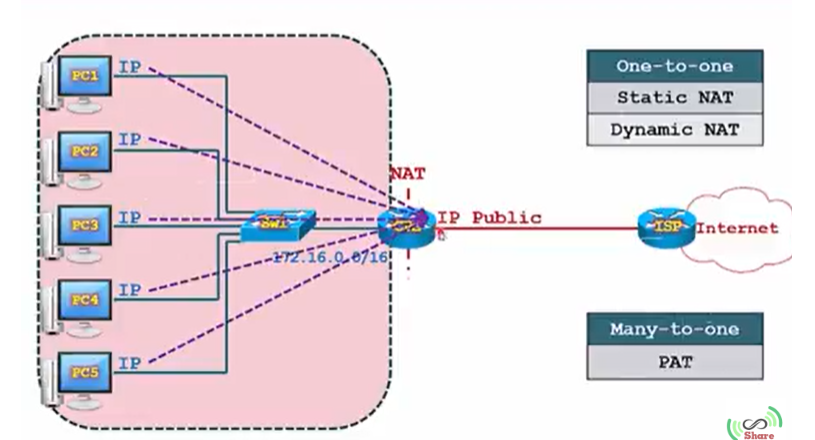 PC1 IP
PC2 IP
PC3 IP
PC4 IP
PC5 IP
SW1
172.16.0.0/16
NAT
IP Public
ISP
Internet
One-to-one
Static NAT
Dynamic NAT
Many-to-one
PAT
Share